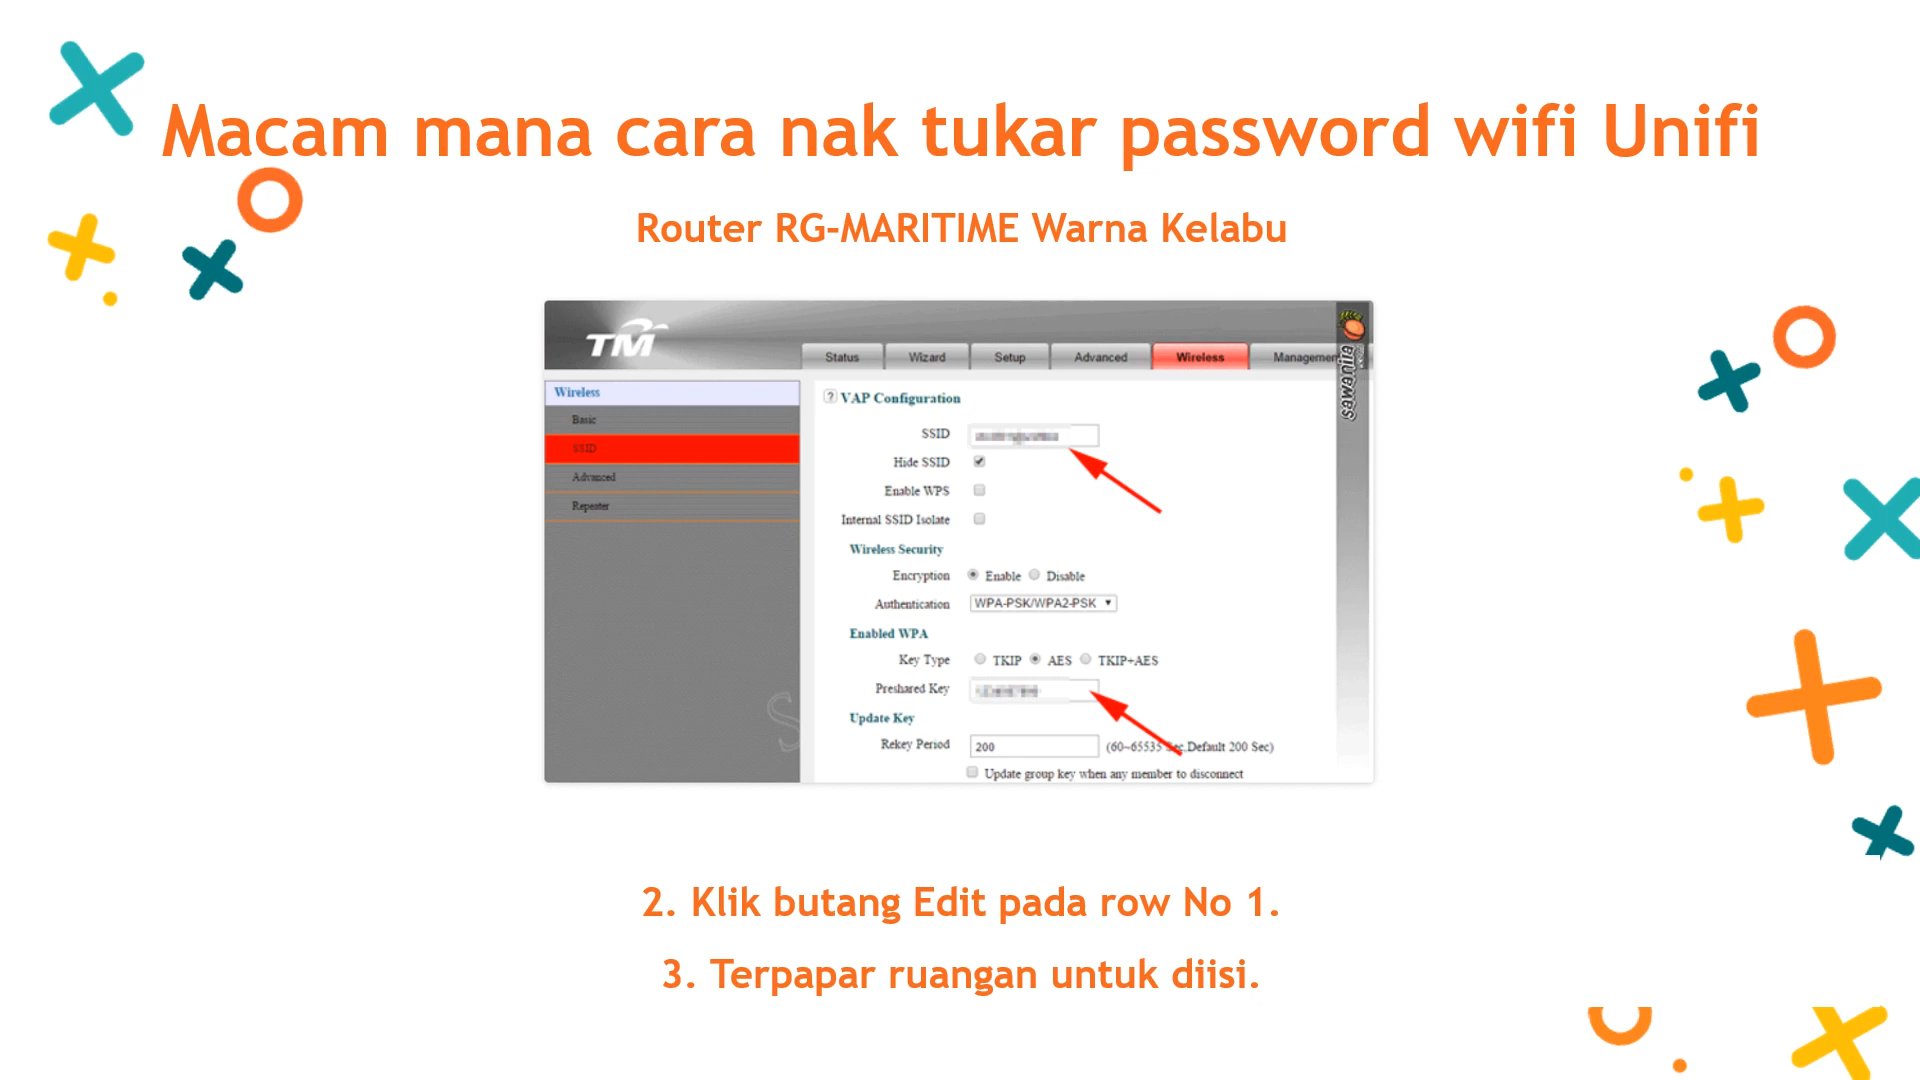 Macam mana cara nak tukar password wifi Unifi
Router RG-MARITIME Warna Kelabu
TM
Status Wizard Setup Advanced Wireless Managemen
sawanila
Wireless
Basic
SSID
Advanced
Repeater
? VAP Configuration
SSID
Hide SSID
Enable WPS
Internal SSID Isolate
Wireless Security
Encryption Enable Disable
Authentication WPA-PSK/WPA2-PSK
Enabled WPA
Key Type TKIP AES TKIP+AES
Preshared Key
Update Key
Rekey Period 200 (60~65535 Sec,Default 200 Sec)
Update group key when any member to disconnect
2. Klik butang Edit pada row No 1.
3. Terpapar ruangan untuk diisi.